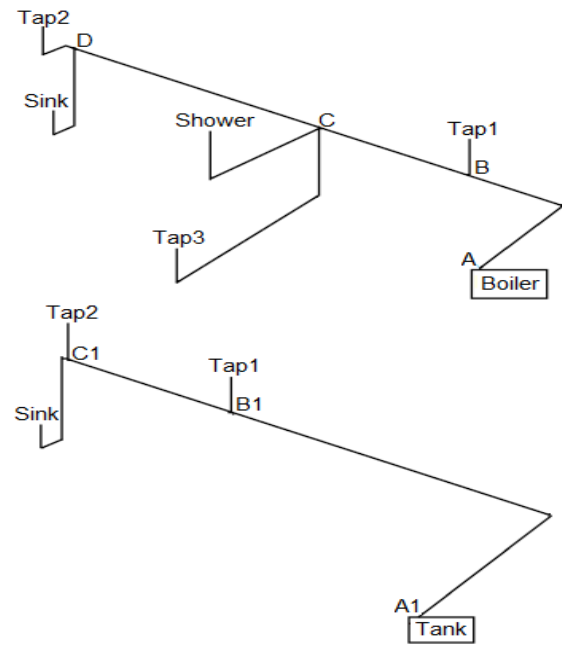 Tap2
D
Sink
Shower
C
Tap1
B
Tap3
A
Boiler
Tap2
C1
Tap1
B1
Sink
A1
Tank